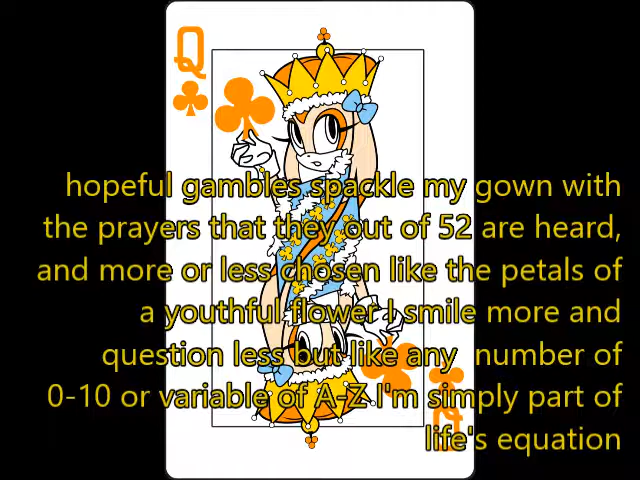 Q
hopeful gambles spackle my gown with
the prayers that they out of 52 are heard,
and more or less chosen like the petals of
a youthful flower I smile more and
question less but like any number of
0-10 or variable of A-Z I'm simply part of
life's equation
Q